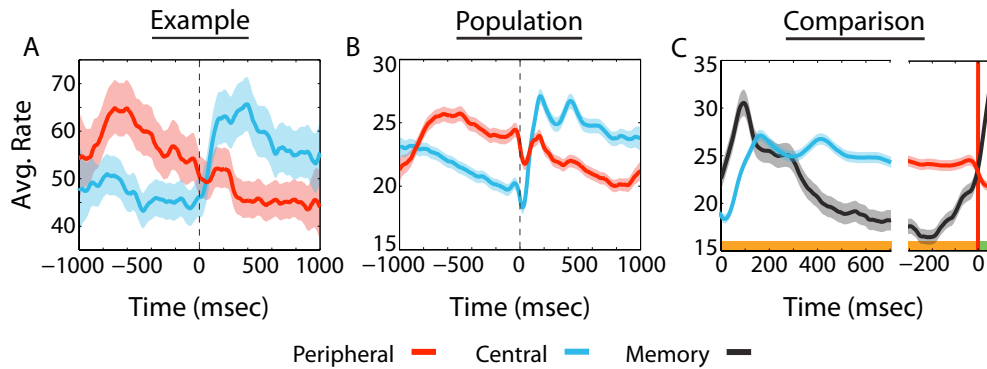 Example
Population
Comparison
A
B
C
Avg. Rate
70
60
50
40
−1000
−500
0
500
1000
Time (msec)
30
25
20
15
−1000
−500
0
500
1000
Time (msec)
35
30
25
20
15
0
200
400
600
−200
0
Time (msec)
Peripheral
Central
Memory